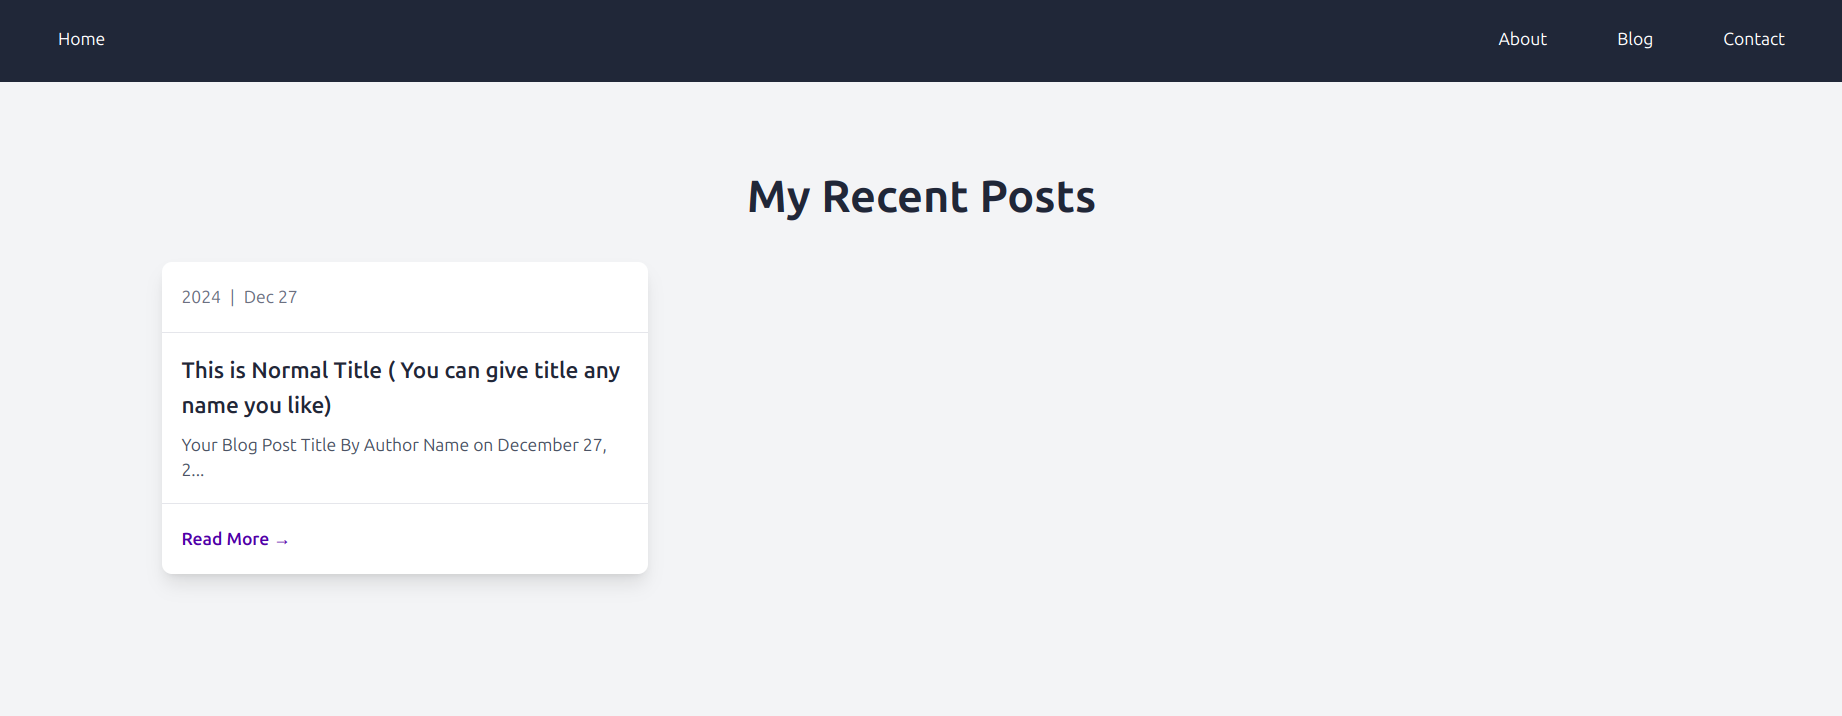 Home About Blog Contact
My Recent Posts
2024 | Dec 27
This is Normal Title ( You can give title any
name you like)
Your Blog Post Title By Author Name on December 27,
2...
Read More →